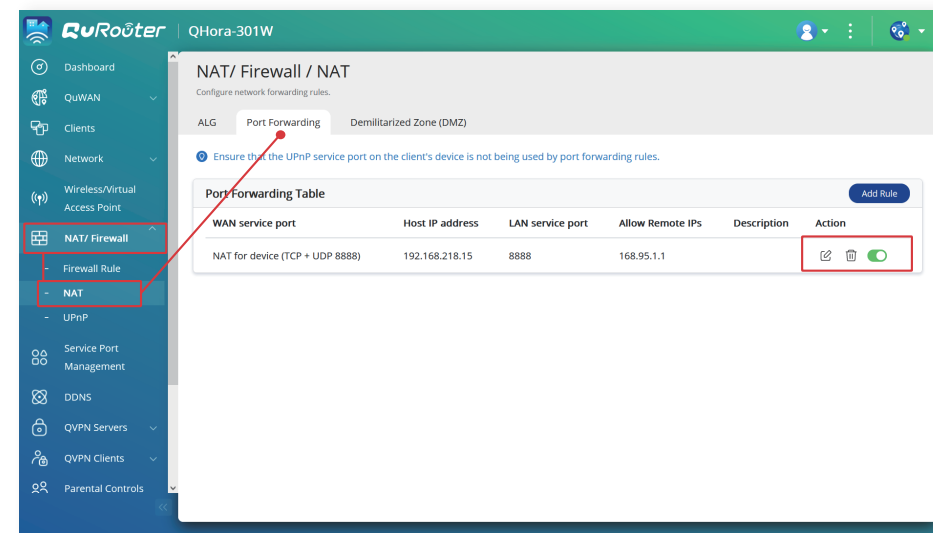 QuRoûter | QHora-301W
Dashboard
QuWAN
Clients
Network
Wireless/Virtual
Access Point
NAT/ Firewall
- Firewall Rule
- NAT
- UPnP
Service Port
Management
DDNS
QVPN Servers
QVPN Clients
Parental Controls
NAT/ Firewall / NAT
Configure network forwarding rules.
ALG Port Forwarding Demilitarized Zone (DMZ)
Ensure that the UPnP service port on the client's device is not being used by port forwarding rules.
Port Forwarding Table Add Rule
WAN service port Host IP address LAN service port Allow Remote IPs Description Action
NAT for device (TCP + UDP 8888) 192.168.218.15 8888 168.95.1.1